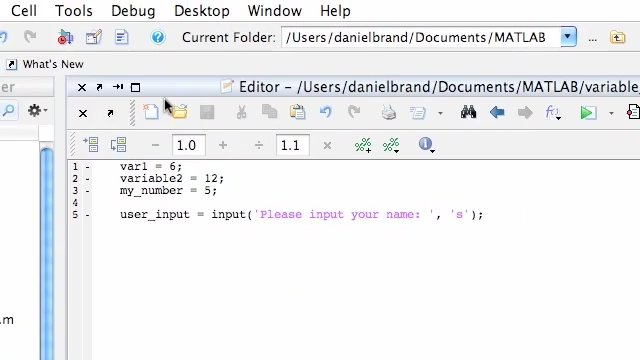 Cell Tools Debug Desktop Window Help
Current Folder: /Users/danielbrand/Documents/MATLAB
What's New
Editor – /Users/danielbrand/Documents/MATLAB/variable_
er
1.0 1.1
1 - var1 = 6;
2 - variable2 = 12;
3 - my_number = 5;
4
5 - user_input = input('Please input your name: ', 's');
.m